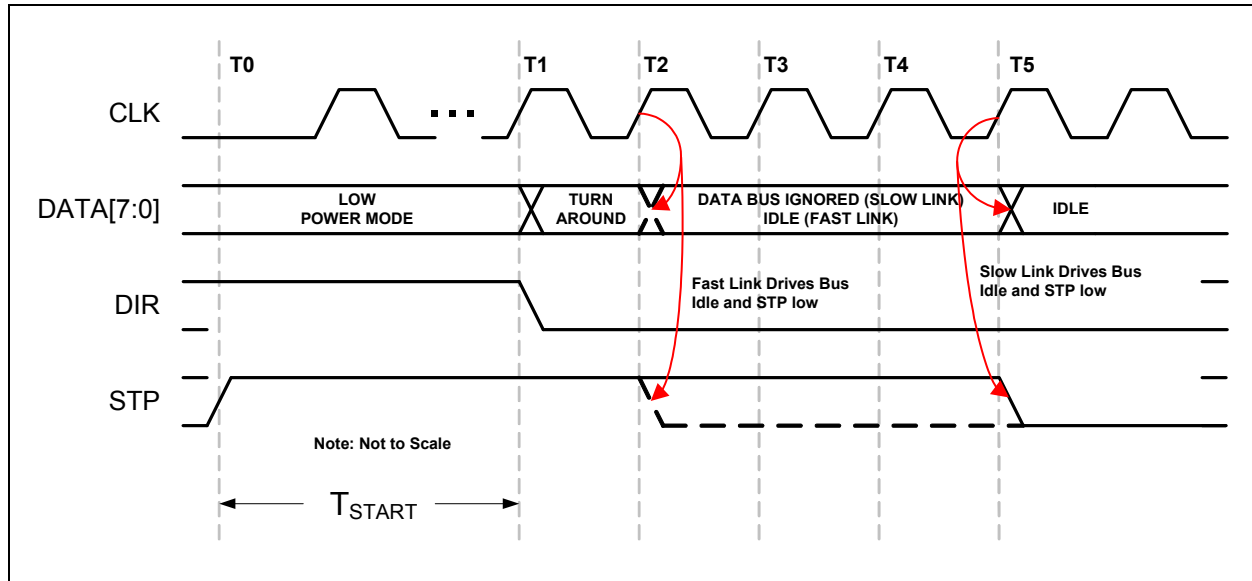 T0
T1
T2
T3
T4
T5
CLK
...
DATA[7:0]
LOW
POWER MODE
TURN
AROUND
DATA BUS IGNORED (SLOW LINK)
IDLE (FAST LINK)
IDLE
DIR
Fast Link Drives Bus
Idle and STP low
Slow Link Drives Bus
Idle and STP low
STP
Note: Not to Scale
TSTART